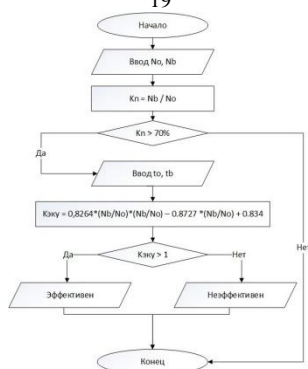 19
Начало
Ввод No, Nb
Kn = Nb / No
Kn > 70%
Да
Ввод to, tb
Нет
Кэку = 0,8264*(Nb/No)*(Nb/No) – 0.8727 *(Nb/No) + 0.834
Да
Кэку > 1
Нет
Эффективен
Неэффективен
Конец